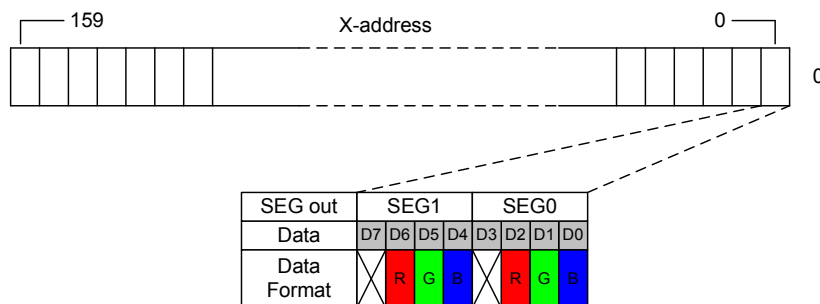 159 X-address 0
0
SEG out SEG1 SEG0
Data D7 D6 D5 D4 D3 D2 D1 D0
Data
Format R G B R G B